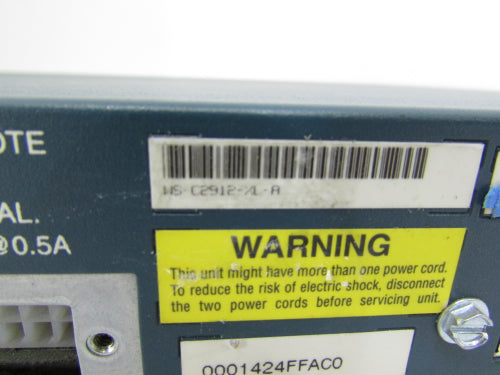 OTE
AL.
@0.5A
WS-C2912-XL-A
WARNING
This unit might have more than one power cord.
To reduce the risk of electric shock, disconnect
the two power cords before servicing unit.
0001424FFAC0